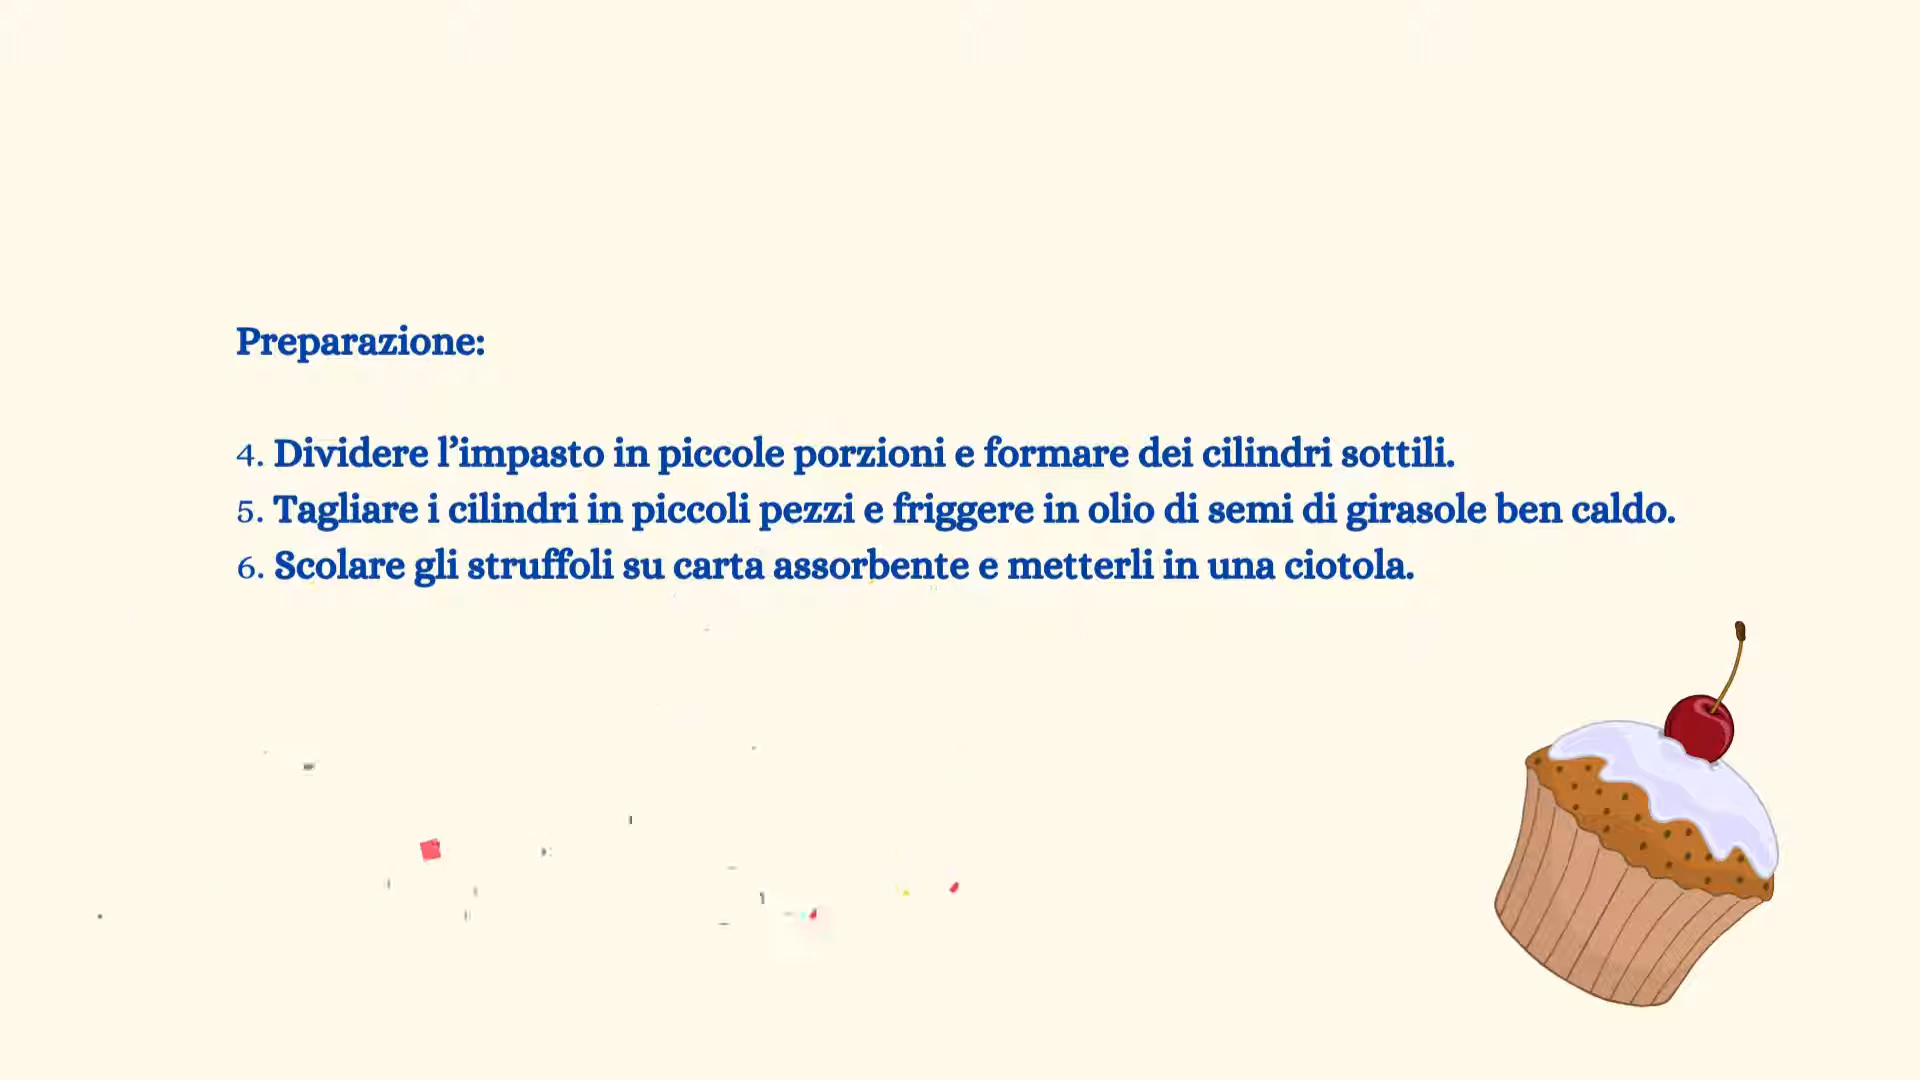 Preparazione:
4. Dividere l’impasto in piccole porzioni e formare dei cilindri sottili.
5. Tagliare i cilindri in piccoli pezzi e friggere in olio di semi di girasole ben caldo.
6. Scolare gli struffoli su carta assorbente e metterli in una ciotola.